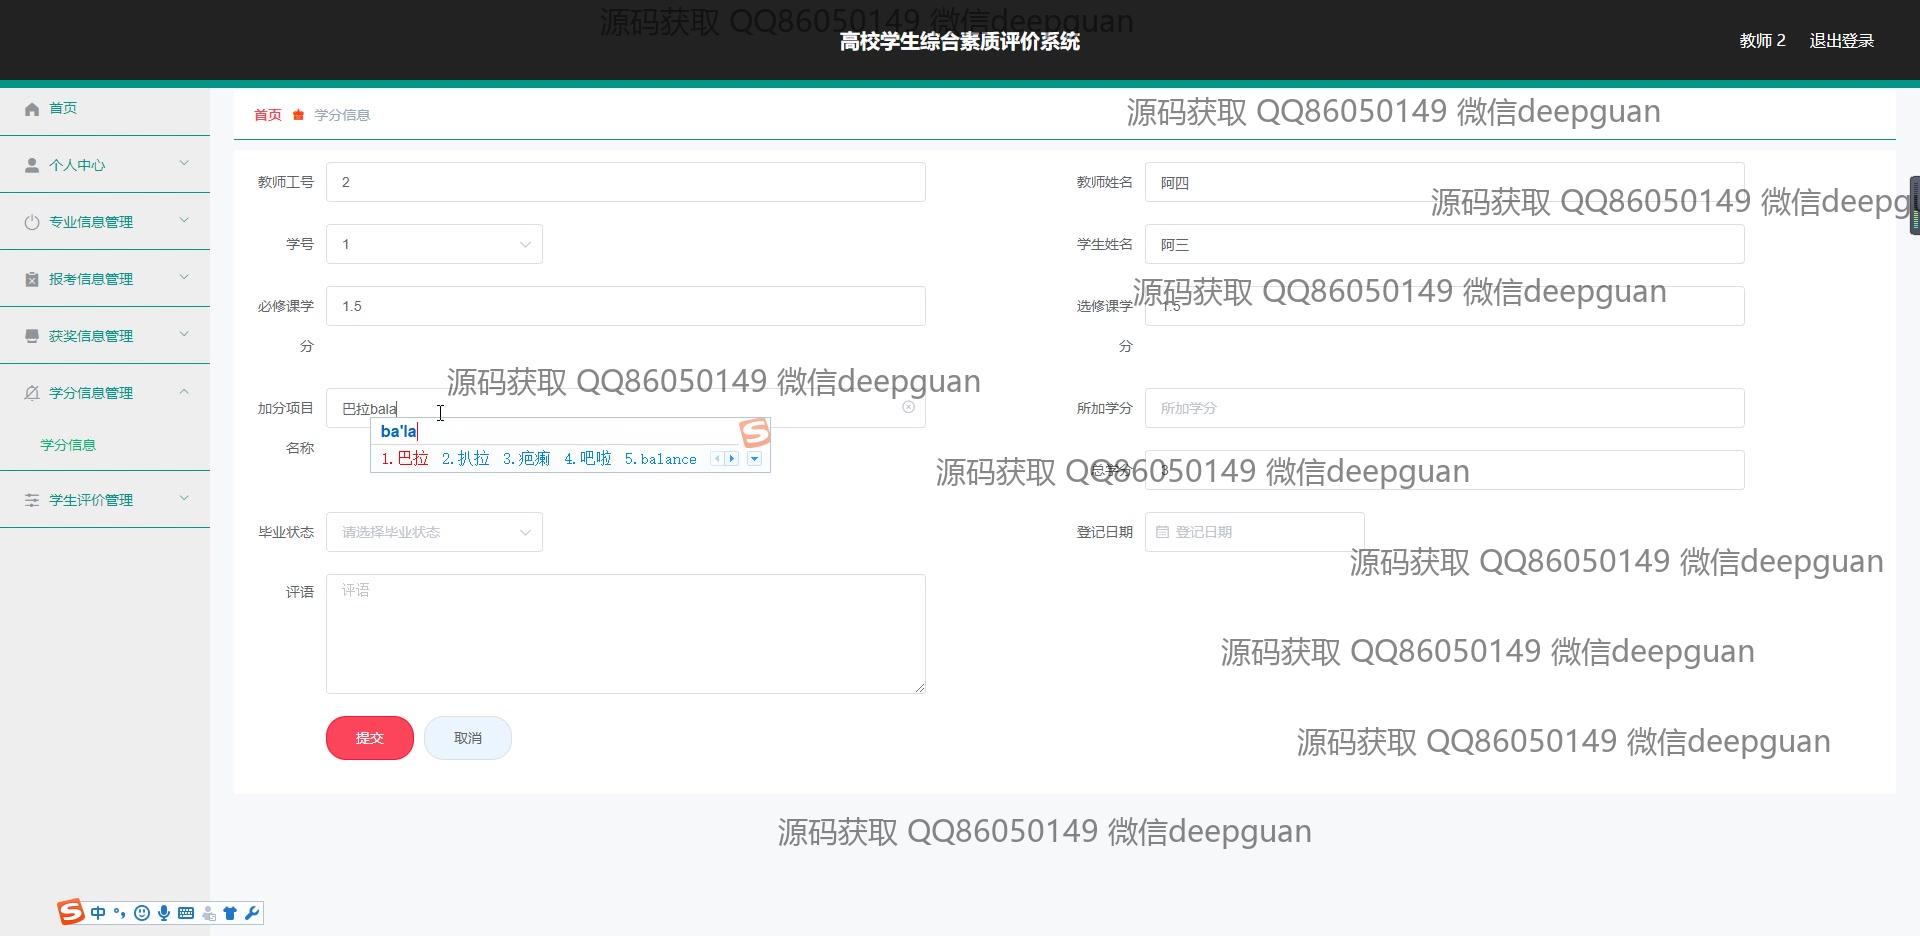 源码获取 QQ86050149 微信deepguan
高校学生综合素质评价系统
教师 2 退出登录
首页
个人中心
专业信息管理
报考信息管理
获奖信息管理
学分信息管理
学分信息
学生评价管理
首页 学分信息
源码获取 QQ86050149 微信deepguan
教师工号 2
教师姓名 阿四
源码获取 QQ86050149 微信deepg
学号 1
学生姓名 阿三
源码获取 QQ86050149 微信deepguan
必修课学分 1.5
选修课学分 1.5
源码获取 QQ86050149 微信deepguan
加分项目名称 巴拉bala
所加学分 所加学分
ba'la
1.巴拉 2.扒拉 3.疤瘌 4.吧啦 5.balance
总学分 3
源码获取 QQ86050149 微信deepguan
毕业状态 请选择毕业状态
登记日期 登记日期
源码获取 QQ86050149 微信deepguan
评语 评语
源码获取 QQ86050149 微信deepguan
提交 取消
源码获取 QQ86050149 微信deepguan
源码获取 QQ86050149 微信deepguan
中